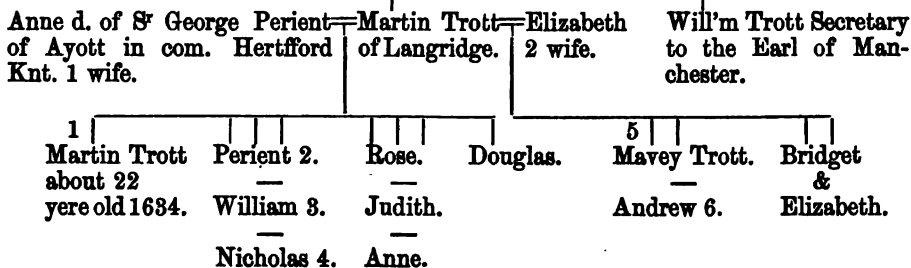 Anne d. of Sr George Perient=Martin Trott=Elizabeth Will'm Trott Secretary
of Ayott in com. Hertfford of Langridge. 2 wife. to the Earl of Man-
Knt. 1 wife. chester.
1 5
Martin Trott Perient 2. Rose. Douglas. Mavey Trott. Bridget
about 22 — — — &
yere old 1634. William 3. Judith. Andrew 6. Elizabeth.
— —
Nicholas 4. Anne.